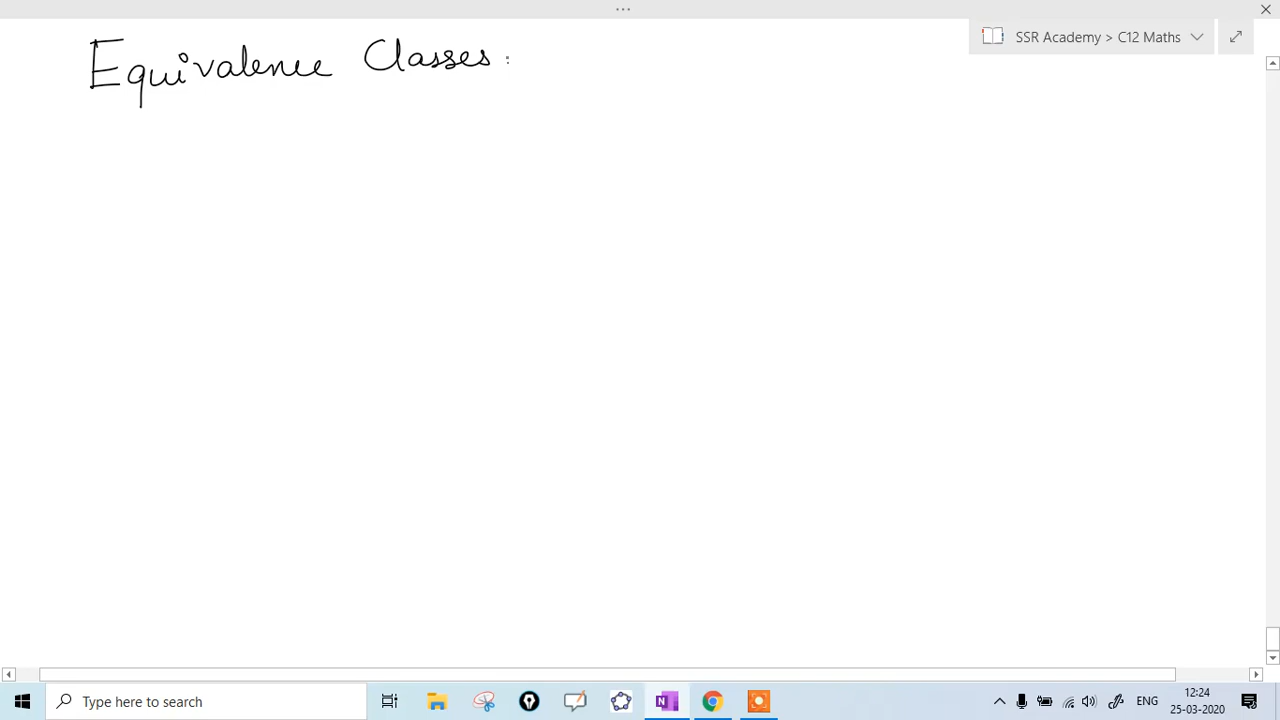 Equivalence Classes :
SSR Academy > C12 Maths
Type here to search
ENG
12:24
25-03-2020